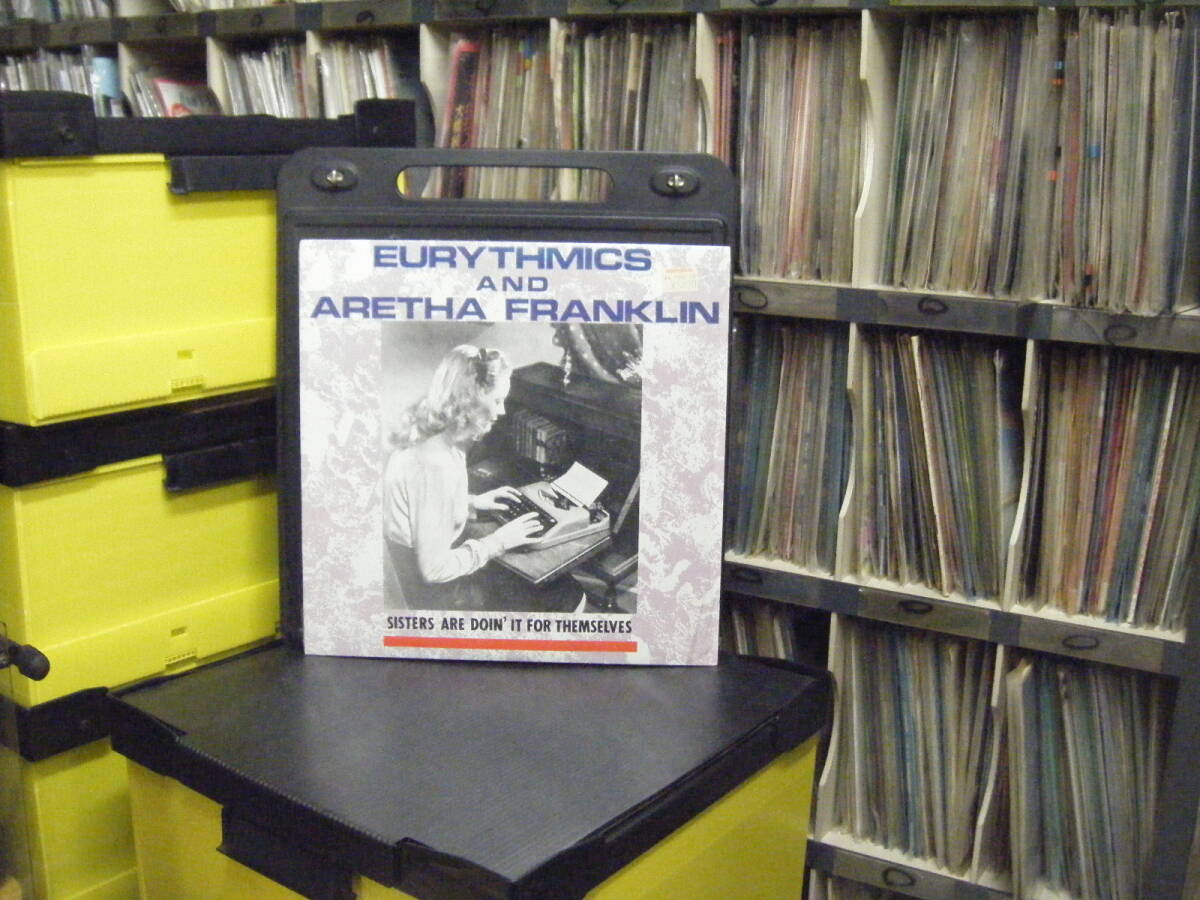 EURYTHMICS
AND
ARETHA FRANKLIN
SISTERS ARE DOIN' IT FOR THEMSELVES